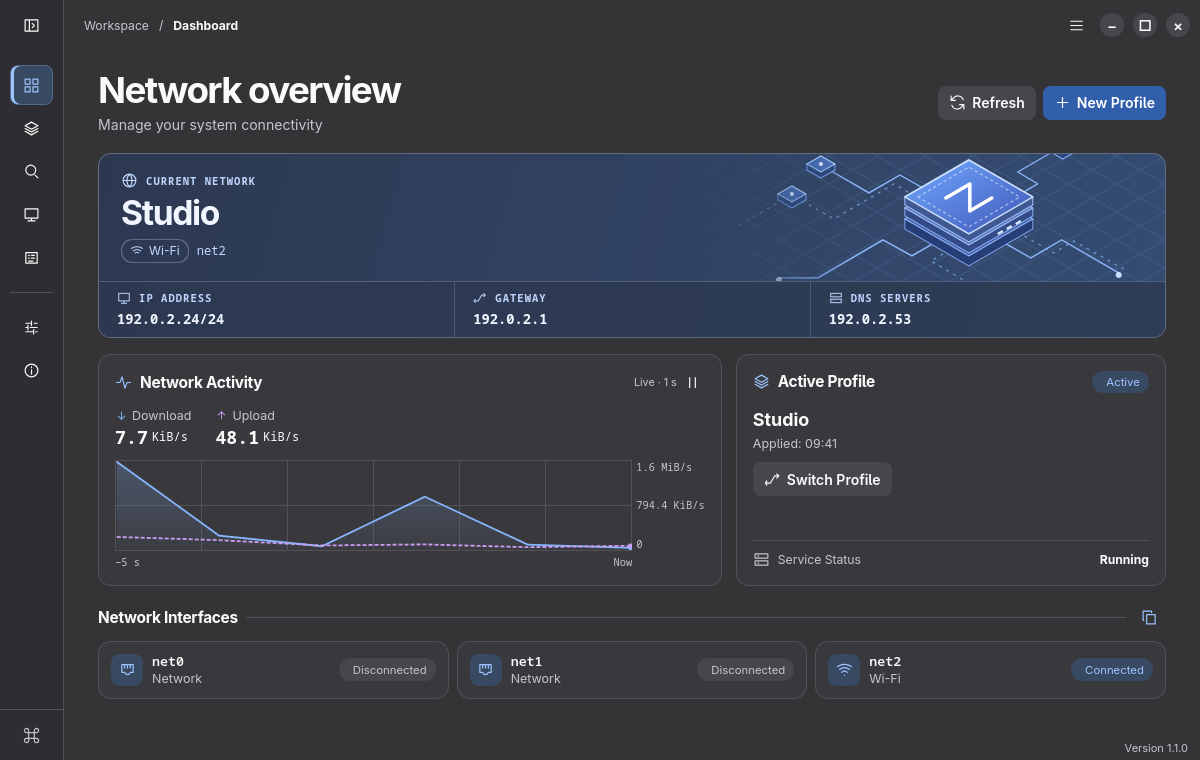 Workspace / Dashboard
Network overview
Manage your system connectivity
Refresh
New Profile
CURRENT NETWORK
Studio
Wi-Fi net2
IP ADDRESS
192.0.2.24/24
GATEWAY
192.0.2.1
DNS SERVERS
192.0.2.53
Network Activity
Live · 1 s
Download
7.7 KiB/s
Upload
48.1 KiB/s
1.6 MiB/s
794.4 KiB/s
0
−5 s
Now
Active Profile
Active
Studio
Applied: 09:41
Switch Profile
Service Status
Running
Network Interfaces
net0
Network
Disconnected
net1
Network
Disconnected
net2
Wi-Fi
Connected
Version 1.1.0